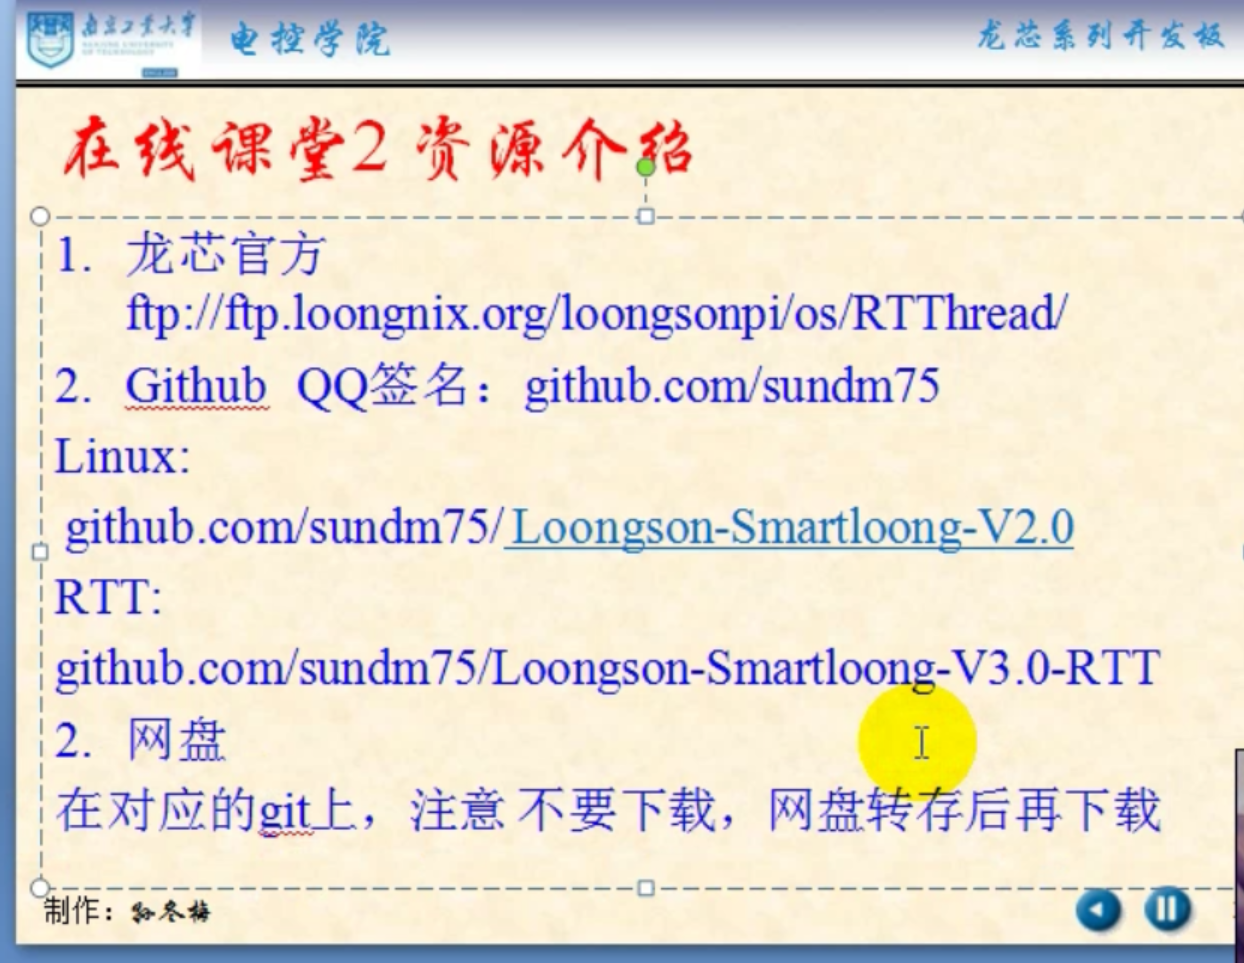 南京工业大学
NANJING UNIVERSITY
OF TECHNOLOGY
电控学院
龙芯系列开发板
在线课堂2 资源介绍
1. 龙芯官方
ftp://ftp.loongnix.org/loongsonpi/os/RTThread/
2. Github QQ签名：github.com/sundm75
Linux:
github.com/sundm75/ Loongson-Smartloong-V2.0
RTT:
github.com/sundm75/Loongson-Smartloong-V3.0-RTT
2. 网盘
在对应的git上，注意 不要下载，网盘转存后再下载
制作：孙冬梅